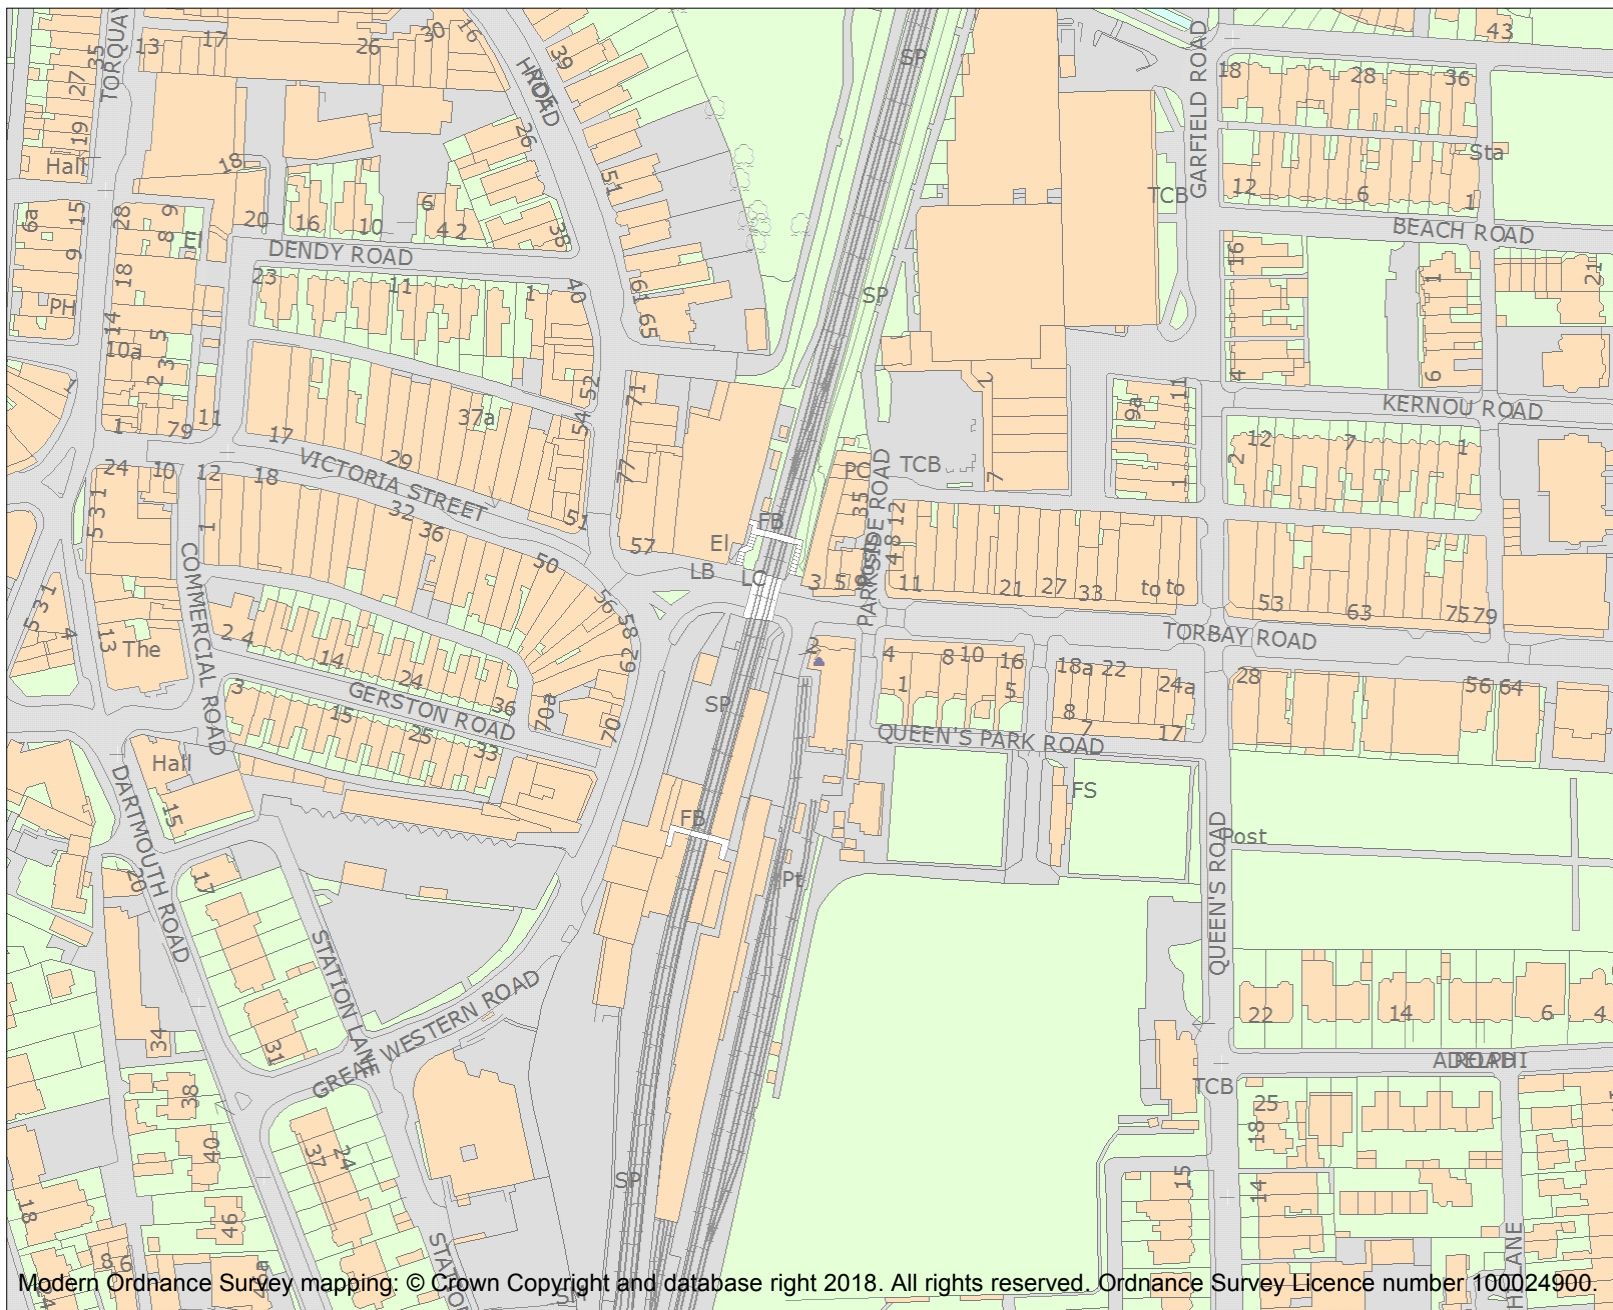 TORQUAY
35
27
19
Hall
13
17
26
30
16
39
HYDE
ROAD
26
51
38
18
20
16
10
6
4 2
DENDY ROAD
6a
15
9
PH
28
9
8
El
18
14
5
10a
3
2
1
79
11
23
11
1
40
61
65
52
54
71
77
SP
SP
GARFIELD ROAD
18
28
36
43
Sta
TCB
12
6
1
BEACH ROAD
16
4
1
6
21
KERNOU ROAD
9a
11
1
12
7
1
2
37a
17
29
VICTORIA STREET
24
10
12
18
32
36
50
51
57
56
58
62
5 3 1
1
COMMERCIAL ROAD
El
LB
LC
FB
PC
35
TCB
7
PARKSIDE ROAD
Posts
3 5 9
4 8 12
11
21
27
33
to to
53
63
75 79
TORBAY ROAD
5 3 1
4
13
The
2 4
14
24
36
GERSTON ROAD
70a
70
3
15
25
33
SP
2
4
8 10
16
1
5
18a 22
24a
8
7
17
28
56 64
QUEEN'S PARK ROAD
FS
Post
QUEEN'S ROAD
Hall
15
DARTMOUTH ROAD
20
17
FB
Pt
STATION LANE
GREAT WESTERN ROAD
34
31
38
40
37
24
46
18
8 6
22
14
6
4
ADELPHI
ROAD
TCB
25
18
15
14
SP
LANE
Modern Ordnance Survey mapping: © Crown Copyright and database right 2018. All rights reserved. Ordnance Survey Licence number 100024900.